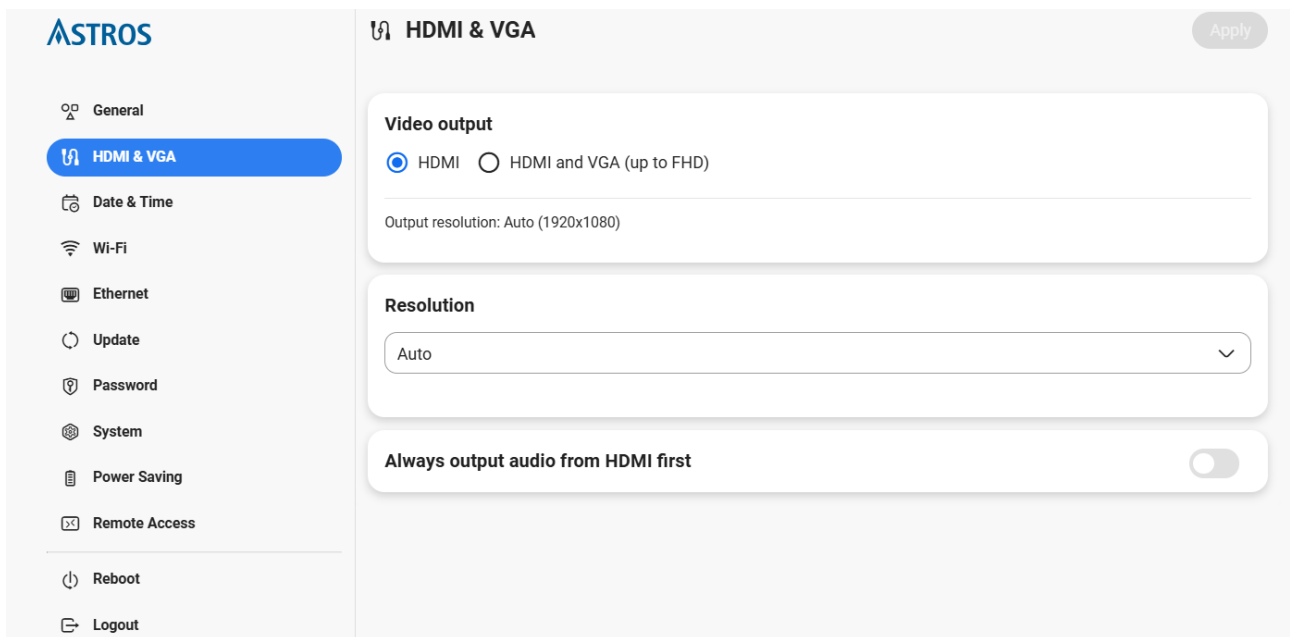 ASTROS
General
HDMI & VGA
Date & Time
Wi-Fi
Ethernet
Update
Password
System
Power Saving
Remote Access
Reboot
Logout
HDMI & VGA
Apply
Video output
HDMI HDMI and VGA (up to FHD)
Output resolution: Auto (1920x1080)
Resolution
Auto
Always output audio from HDMI first